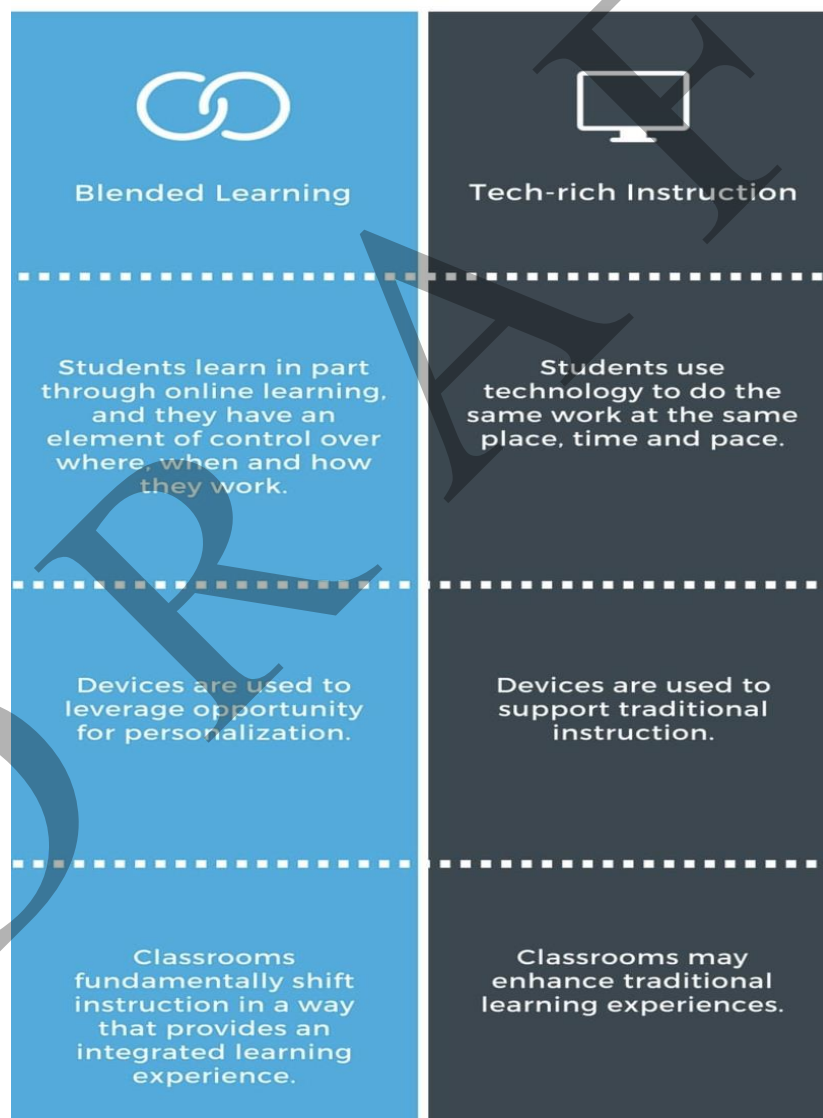 Blended Learning
Students learn in part
through online learning,
and they have an
element of control over
where, when and how
they work.
Devices are used to
leverage opportunity
for personalization.
Classrooms
fundamentally shift
instruction in a way
that provides an
integrated learning
experience.
Tech-rich Instruction
Students use
technology to do the
same work at the same
place, time and pace.
Devices are used to
support traditional
instruction.
Classrooms may
enhance traditional
learning experiences.
DRAF